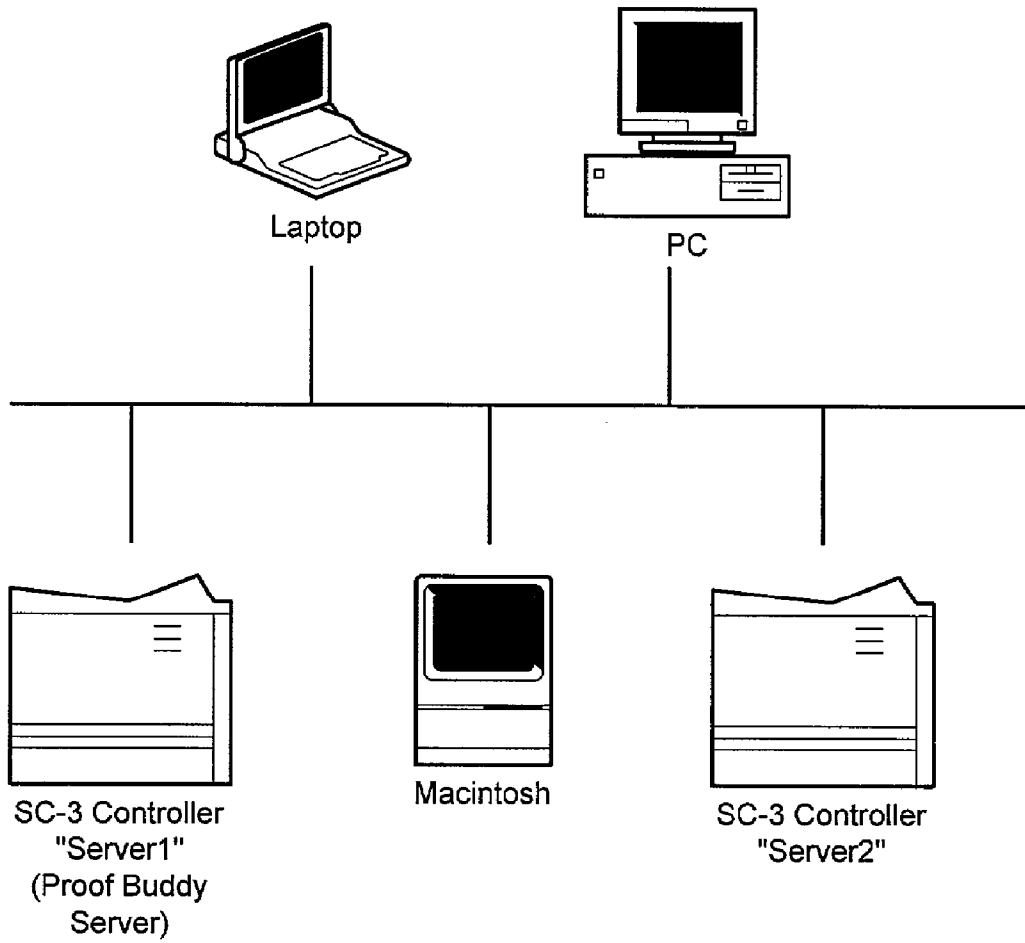 Laptop
PC
SC-3 Controller
"Server1"
(Proof Buddy
Server)
Macintosh
SC-3 Controller
"Server2"